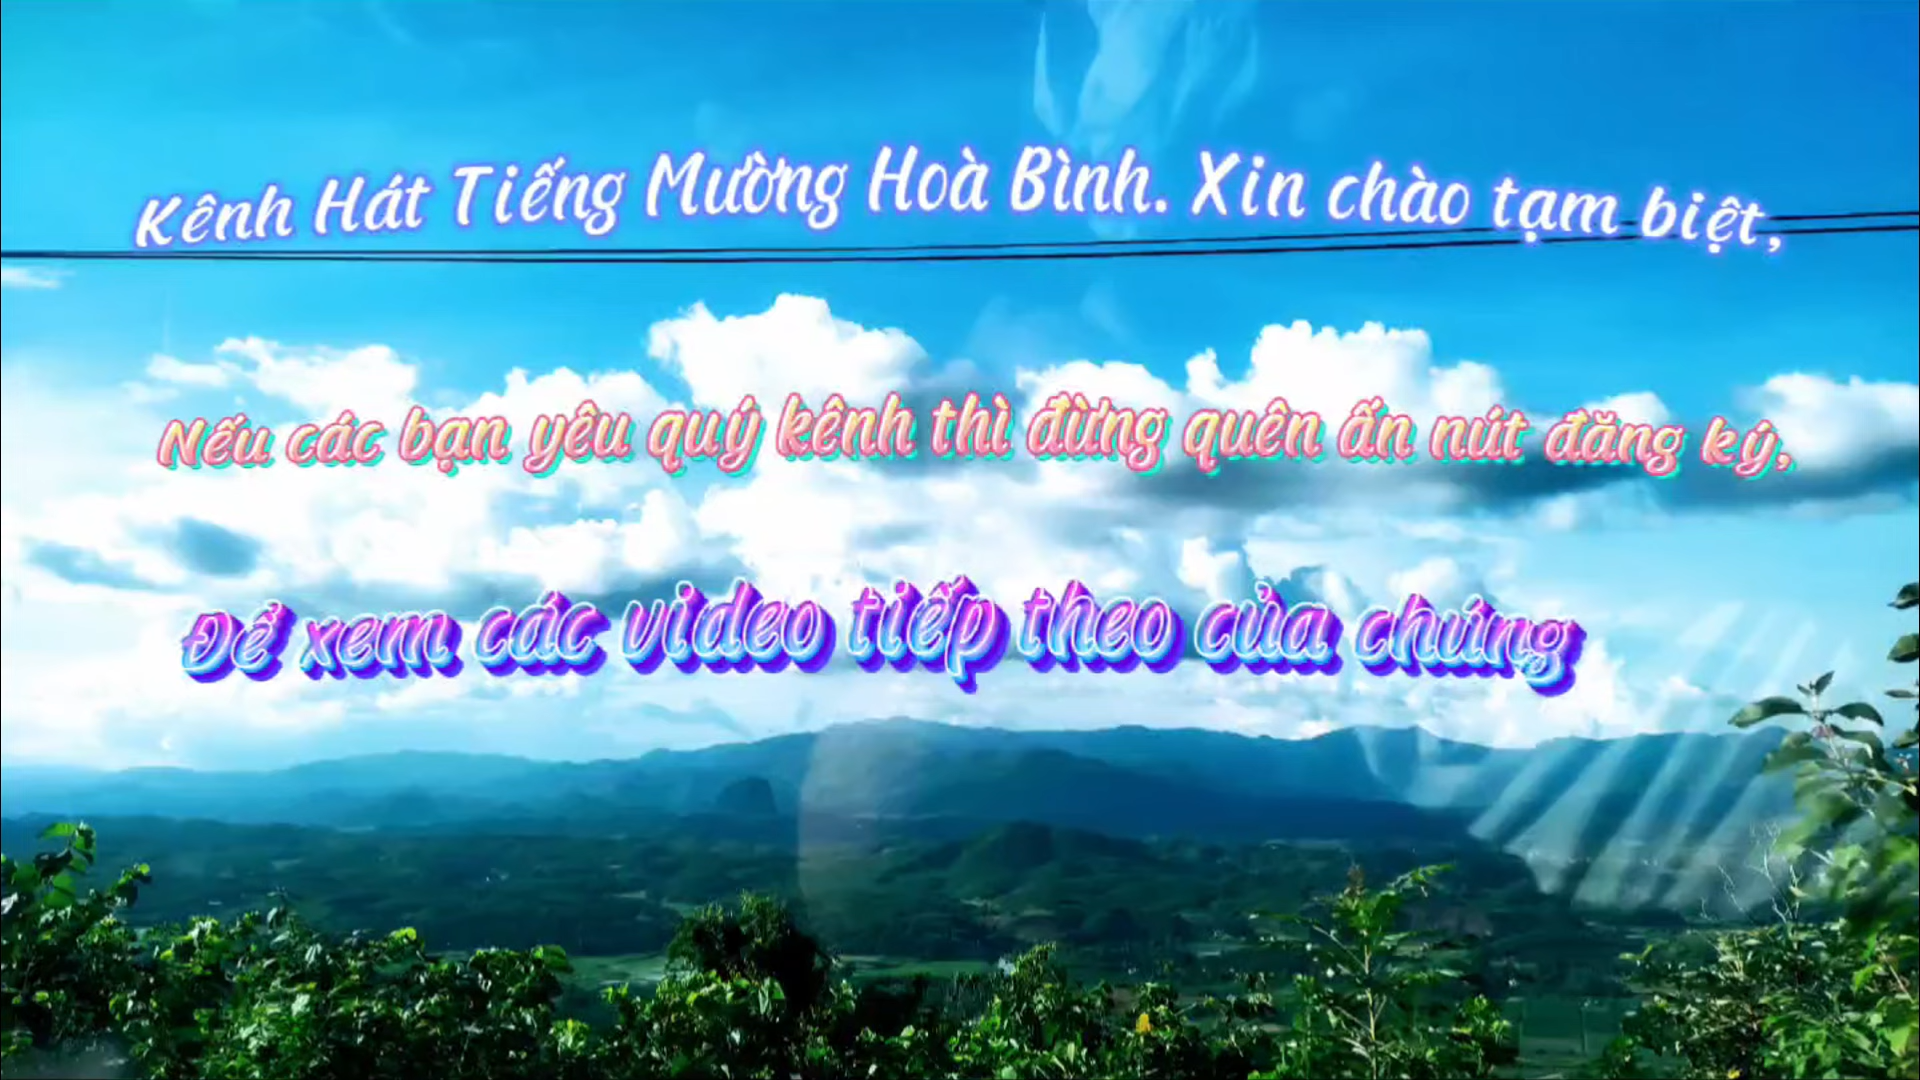 Kênh Hát Tiếng Mường Hoà Bình. Xin chào tạm biệt,
Nếu các bạn yêu quý kênh thì đừng quên ấn nút đăng ký,
Để xem các video tiếp theo của chúng